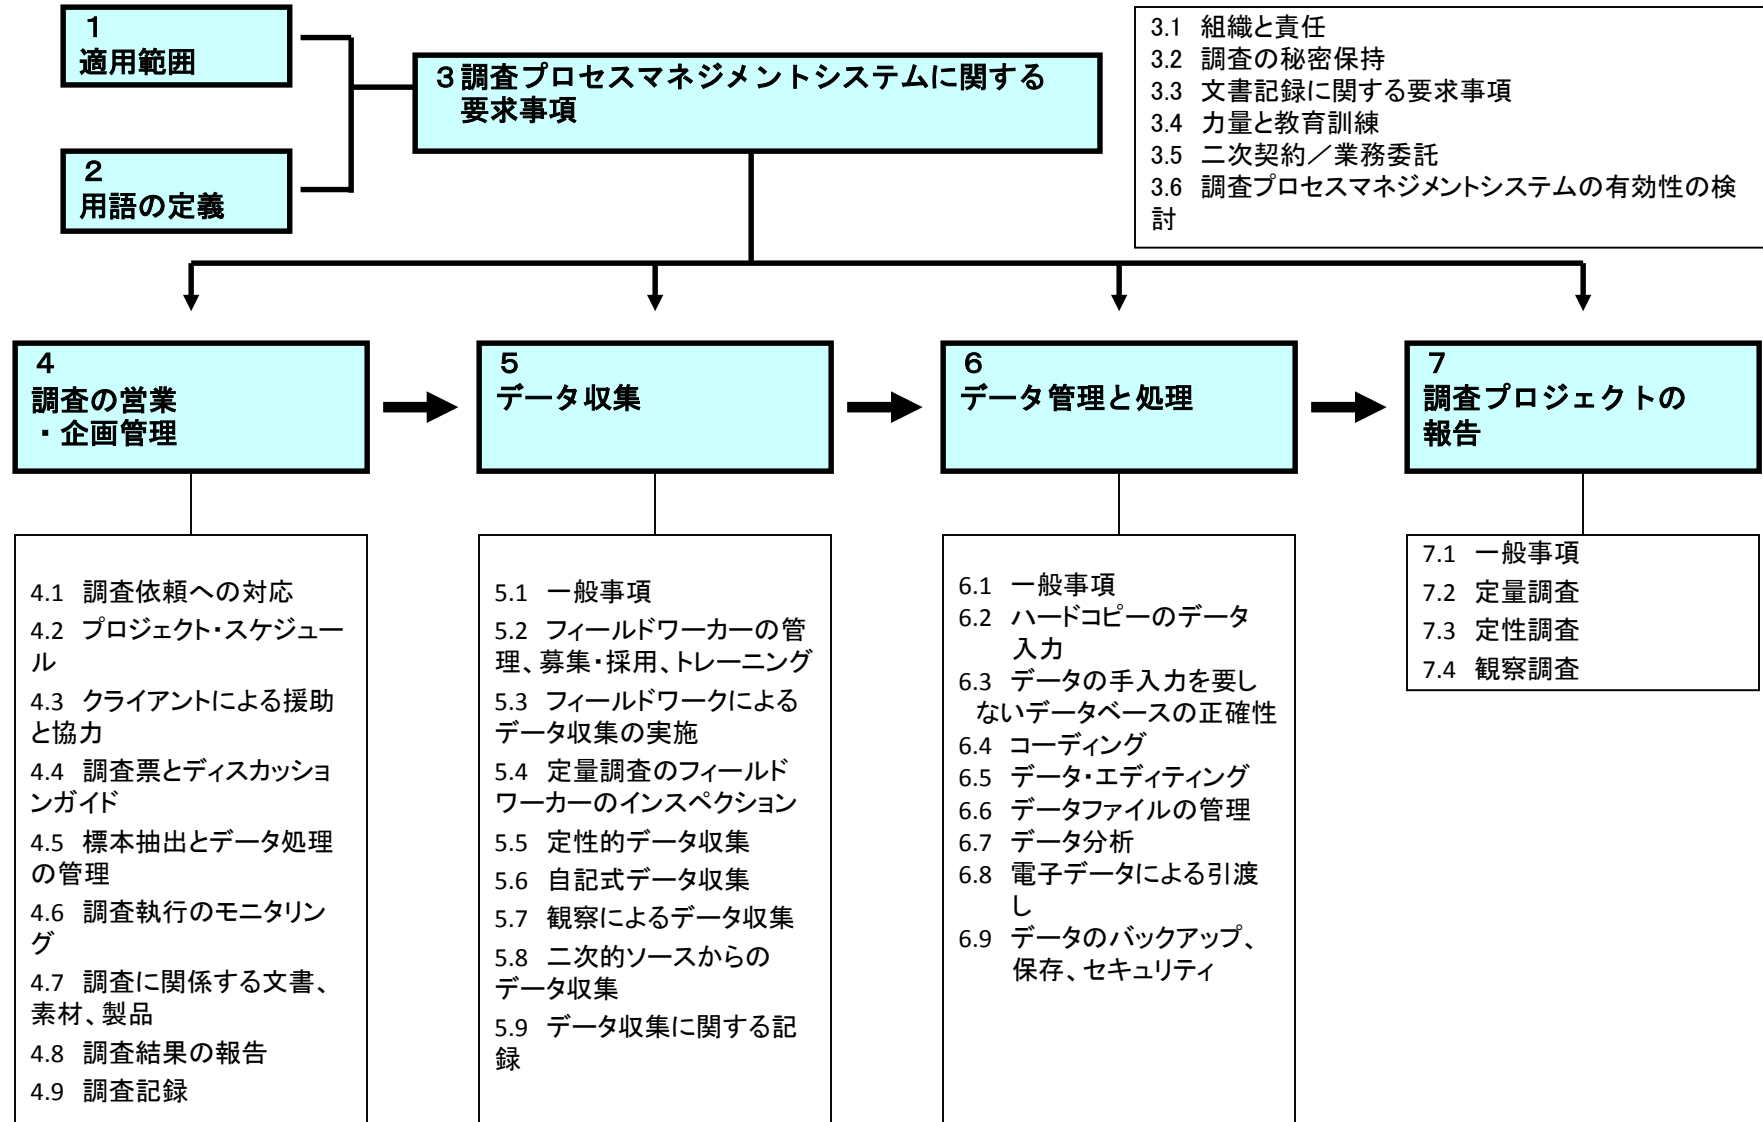 1
適用範囲
2
用語の定義
3調査プロセスマネジメントシステムに関する
要求事項
3.1 組織と責任
3.2 調査の秘密保持
3.3 文書記録に関する要求事項
3.4 力量と教育訓練
3.5 二次契約／業務委託
3.6 調査プロセスマネジメントシステムの有効性の検
討
4
調査の営業
・企画管理
5
データ収集
6
データ管理と処理
7
調査プロジェクトの
報告
4.1 調査依頼への対応
4.2 プロジェクト・スケジュー
ル
4.3 クライアントによる援助
と協力
4.4 調査票とディスカッショ
ンガイド
4.5 標本抽出とデータ処理
の管理
4.6 調査執行のモニタリン
グ
4.7 調査に関係する文書、
素材、製品
4.8 調査結果の報告
4.9 調査記録
5.1 一般事項
5.2 フィールドワーカーの管
理、募集・採用、トレーニング
5.3 フィールドワークによる
データ収集の実施
5.4 定量調査のフィールド
ワーカーのインスペクション
5.5 定性的データ収集
5.6 自記式データ収集
5.7 観察によるデータ収集
5.8 二次的ソースからの
データ収集
5.9 データ収集に関する記
録
6.1 一般事項
6.2 ハードコピーのデータ
入力
6.3 データの手入力を要し
ないデータベースの正確性
6.4 コーディング
6.5 データ・エディティング
6.6 データファイルの管理
6.7 データ分析
6.8 電子データによる引渡
し
6.9 データのバックアップ、
保存、セキュリティ
7.1 一般事項
7.2 定量調査
7.3 定性調査
7.4 観察調査